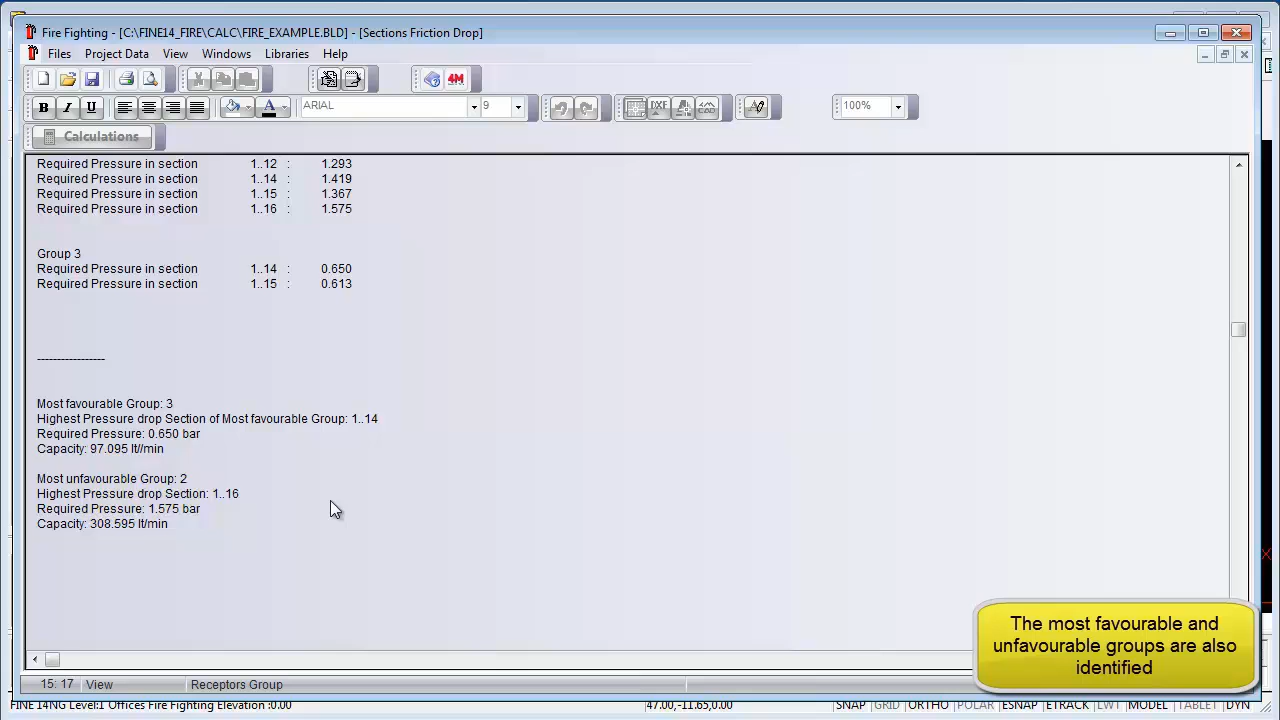 Fire Fighting - [C:\FINE14_FIRE\CALC\FIRE_EXAMPLE.BLD] - [Sections Friction Drop]
Files Project Data View Windows Libraries Help
4M
B I U A ARIAL 9 DXF 100%
Calculations
Required Pressure in section 1..12 : 1.293
Required Pressure in section 1..14 : 1.419
Required Pressure in section 1..15 : 1.367
Required Pressure in section 1..16 : 1.575
Group 3
Required Pressure in section 1..14 : 0.650
Required Pressure in section 1..15 : 0.613
-----------------
Most favourable Group: 3
Highest Pressure drop Section of Most favourable Group: 1..14
Required Pressure: 0.650 bar
Capacity: 97.095 lt//min
Most unfavourable Group: 2
Highest Pressure drop Section: 1..16
Required Pressure: 1.575 bar
Capacity: 308.595 lt/min
The most favourable and
unfavourable groups are also
identified
15: 17 View Receptors Group
FINE 14NG Level:1 Offices Fire Fighting Elevation :0.00 47.00,-11.65,0.00 SNAP GRID ORTHO POLAR ESNAP ETRACK LWT MODEL TABLET DYN